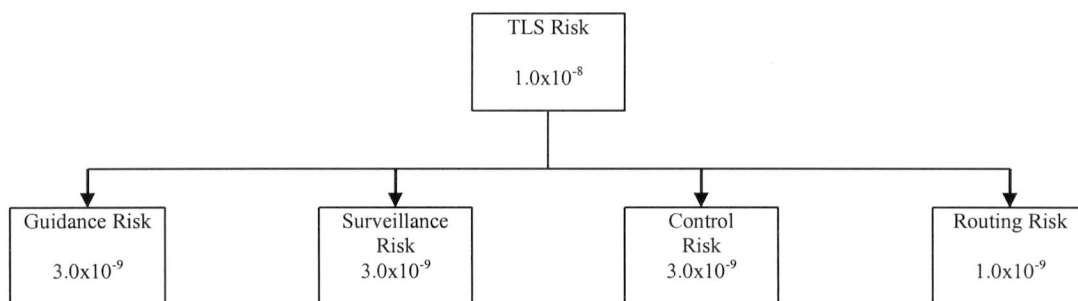 TLS Risk
1.0x10⁻⁸
Guidance Risk
3.0x10⁻⁹
Surveillance
Risk
3.0x10⁻⁹
Control
Risk
3.0x10⁻⁹
Routing Risk
1.0x10⁻⁹